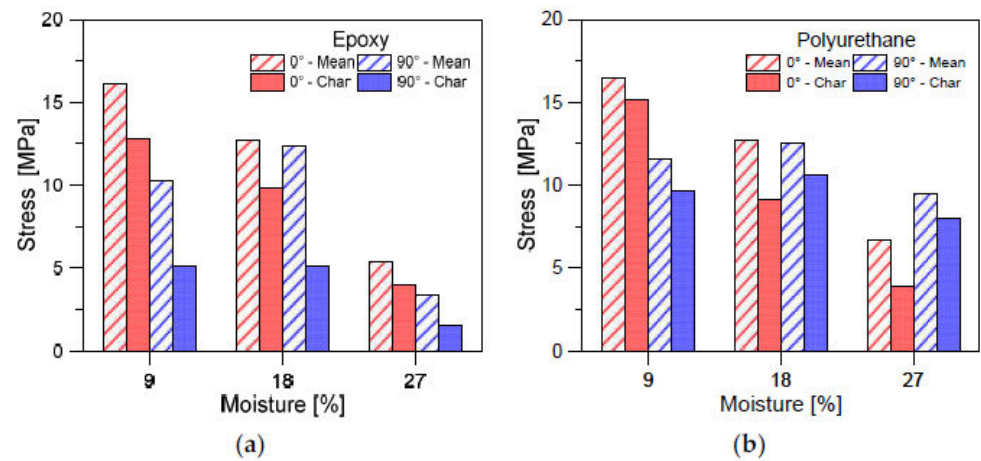 20
15
10
5
0
Stress [MPa]
Epoxy
0° - Mean 90° - Mean
0° - Char 90° - Char
9 18 27
Moisture [%]
(a)
20
15
10
5
0
Stress [MPa]
Polyurethane
0° - Mean 90° - Mean
0° - Char 90° - Char
9 18 27
Moisture [%]
(b)